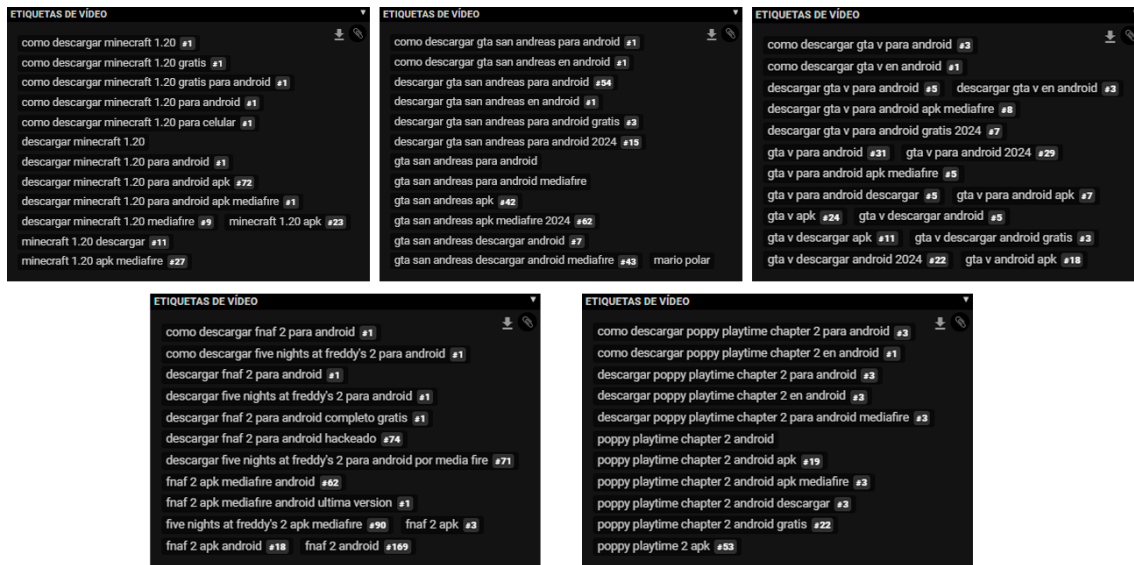 ETIQUETAS DE VÍDEO
como descargar minecraft 1.20 #1
como descargar minecraft 1.20 gratis #1
como descargar minecraft 1.20 gratis para android #1
como descargar minecraft 1.20 para android #1
como descargar minecraft 1.20 para celular #1
descargar minecraft 1.20
descargar minecraft 1.20 para android #1
descargar minecraft 1.20 para android apk #72
descargar minecraft 1.20 para android apk mediafire #1
descargar minecraft 1.20 mediafire #9 minecraft 1.20 apk #23
minecraft 1.20 descargar #11
minecraft 1.20 apk mediafire #27
ETIQUETAS DE VÍDEO
como descargar gta san andreas para android #1
como descargar gta san andreas en android #1
descargar gta san andreas para android #54
descargar gta san andreas en android #1
descargar gta san andreas para android gratis #3
descargar gta san andreas para android 2024 #15
gta san andreas para android
gta san andreas para android mediafire
gta san andreas apk #42
gta san andreas apk mediafire 2024 #62
gta san andreas descargar android #7
gta san andreas descargar android mediafire #43 mario polar
ETIQUETAS DE VÍDEO
como descargar gta v para android #3
como descargar gta v en android #1
descargar gta v para android #5 descargar gta v en android #3
descargar gta v para android apk mediafire #8
descargar gta v para android gratis 2024 #7
gta v para android #31 gta v para android 2024 #29
gta v para android apk mediafire #5
gta v para android descargar #5 gta v para android apk #7
gta v apk #24 gta v descargar android #5
gta v descargar apk #11 gta v descargar android gratis #3
gta v descargar android 2024 #22 gta v android apk #18
ETIQUETAS DE VÍDEO
como descargar fnaf 2 para android #1
como descargar five nights at freddy's 2 para android #1
descargar fnaf 2 para android #1
descargar five nights at freddy's 2 para android #1
descargar fnaf 2 para android completo gratis #1
descargar fnaf 2 para android hackeado #74
descargar five nights at freddy's 2 para android por media fire #71
fnaf 2 apk mediafire android #62
fnaf 2 apk mediafire android ultima version #1
five nights at freddy's 2 apk mediafire #90 fnaf 2 apk #3
fnaf 2 apk android #18 fnaf 2 android #169
ETIQUETAS DE VÍDEO
como descargar poppy playtime chapter 2 para android #3
como descargar poppy playtime chapter 2 en android #1
descargar poppy playtime chapter 2 para android #3
descargar poppy playtime chapter 2 en android #3
descargar poppy playtime chapter 2 para android mediafire #3
poppy playtime chapter 2 android
poppy playtime chapter 2 android apk #19
poppy playtime chapter 2 android apk mediafire #3
poppy playtime chapter 2 android descargar #3
poppy playtime chapter 2 android gratis #22
poppy playtime 2 apk #53